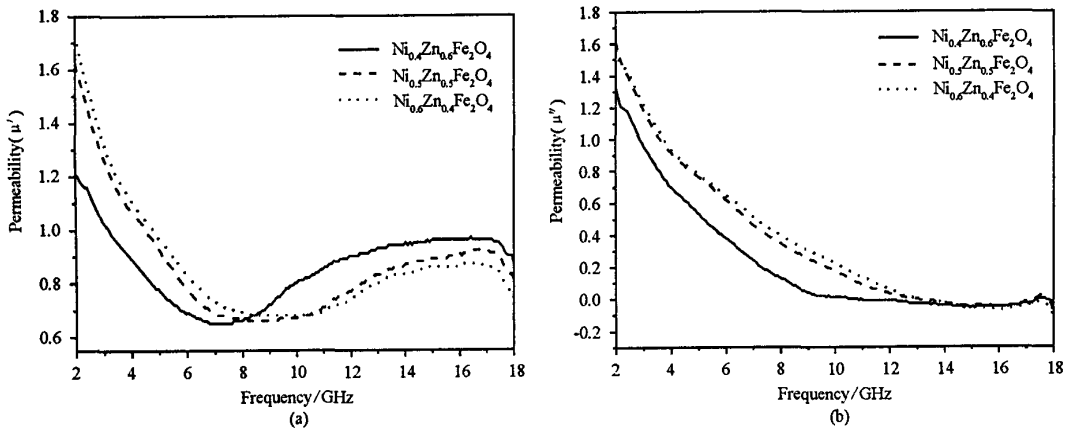 1.8
1.6
1.4
1.2
1.0
0.8
0.6
Permeability(μ′)
Ni0.4Zn0.6Fe2O4
Ni0.5Zn0.5Fe2O4
Ni0.6Zn0.4Fe2O4
2 4 6 8 10 12 14 16 18
Frequency/GHz
(a)
1.8
1.6
1.4
1.2
1.0
0.8
0.6
0.4
0.2
0.0
-0.2
Permeability(μ″)
Ni0.4Zn0.6Fe2O4
Ni0.5Zn0.5Fe2O4
Ni0.6Zn0.4Fe2O4
2 4 6 8 10 12 14 16 18
Frequency/GHz
(b)